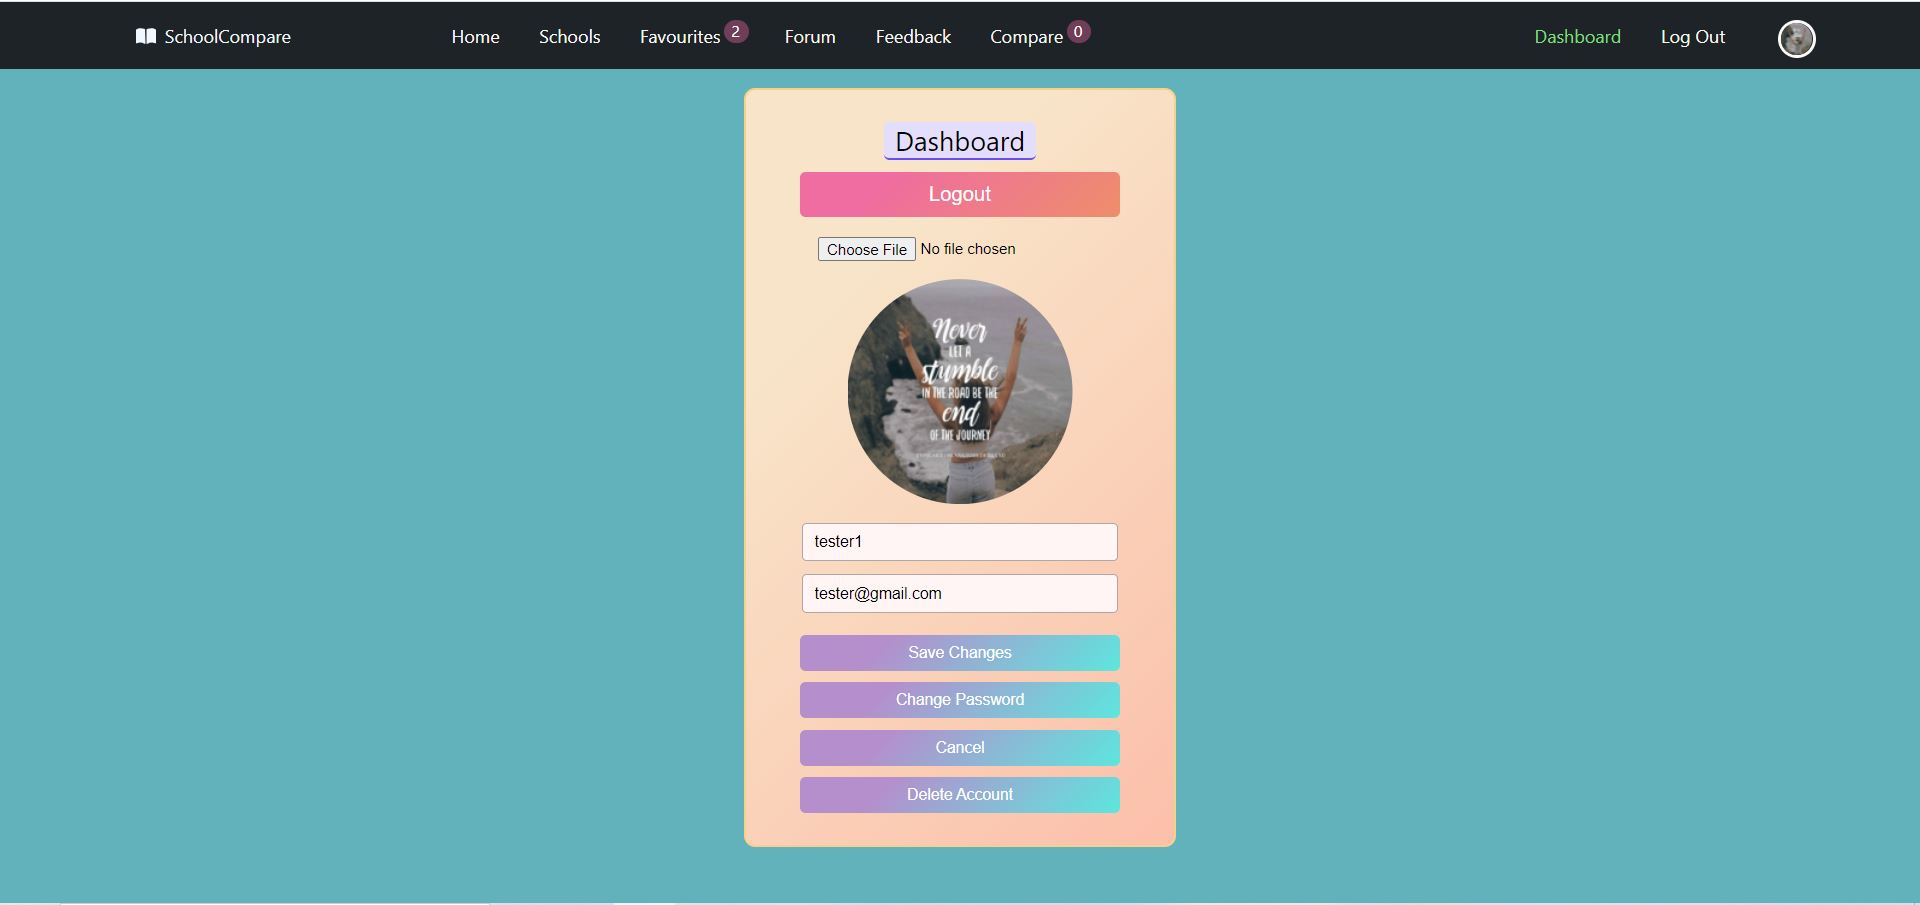 SchoolCompare Home Schools Favourites 2 Forum Feedback Compare 0 Dashboard Log Out
Dashboard
Logout
Choose File No file chosen
Never
LET A
stumble
IN THE ROAD BE THE
end
OF THE JOURNEY
tester1
tester@gmail.com
Save Changes
Change Password
Cancel
Delete Account